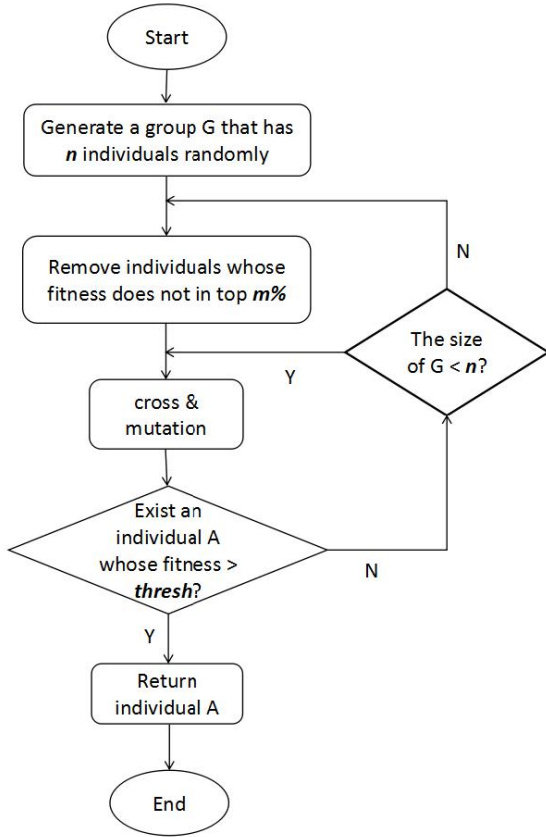 Start
Generate a group G that has
n individuals randomly
Remove individuals whose
fitness does not in top m%
N
The size
of G < n?
Y
cross &
mutation
Exist an
individual A
whose fitness >
thresh?
N
Y
Return
individual A
End